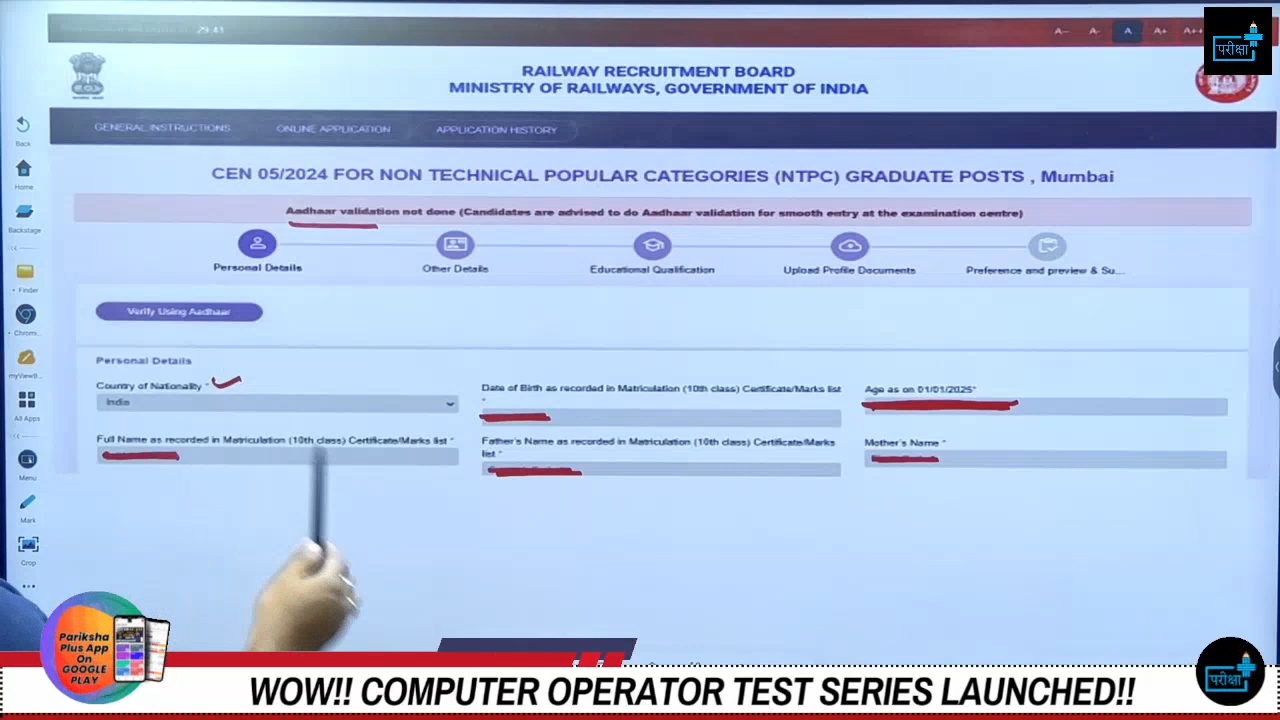 29:41
A-- A- A A+ A++
परीक्षा
RAILWAY RECRUITMENT BOARD
MINISTRY OF RAILWAYS, GOVERNMENT OF INDIA
GENERAL INSTRUCTIONS ONLINE APPLICATION APPLICATION HISTORY
CEN 05/2024 FOR NON TECHNICAL POPULAR CATEGORIES (NTPC) GRADUATE POSTS , Mumbai
Aadhaar validation not done (Candidates are advised to do Aadhaar validation for smooth entry at the examination centre)
Personal Details Other Details Educational Qualification Upload Profile Documents Preference and preview & Su...
Verify Using Aadhaar
Personal Details
Country of Nationality *
India
Date of Birth as recorded in Matriculation (10th class) Certificate/Marks list
*
Age as on 01/01/2025*
Full Name as recorded in Matriculation (10th class) Certificate/Marks list *
Father's Name as recorded in Matriculation (10th class) Certificate/Marks
list *
Mother's Name *
Back
Home
Backstage
Finder
Chrom...
myViewB...
All Apps
Menu
Mark
Crop
Pariksha
Plus App
On
GOOGLE
PLAY
WOW!! COMPUTER OPERATOR TEST SERIES LAUNCHED!!
परीक्षा